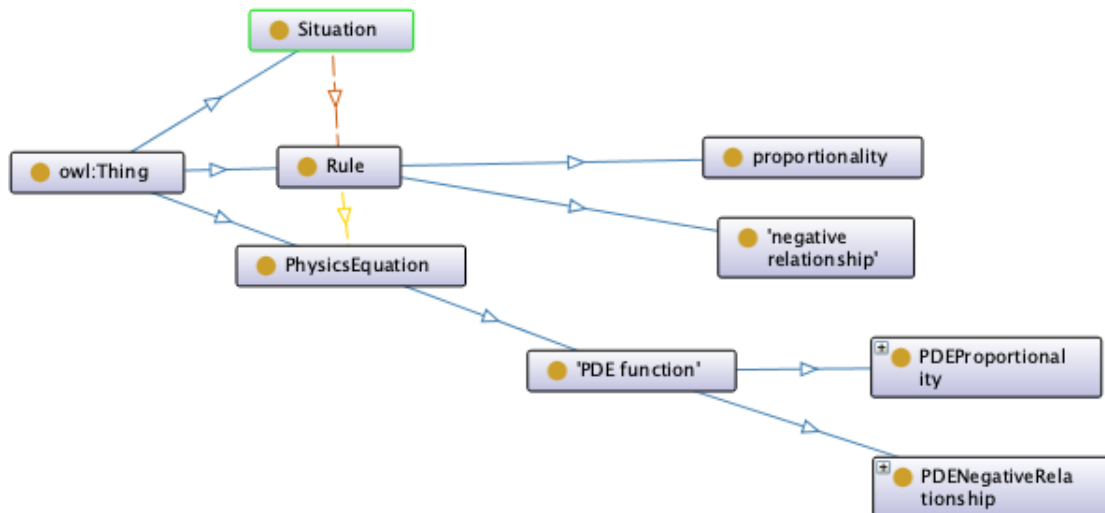 Situation
owl:Thing
Rule
proportionality
'negative
relationship'
PhysicsEquation
'PDE function'
PDEProportional
ity
PDENegativeRela
tionship